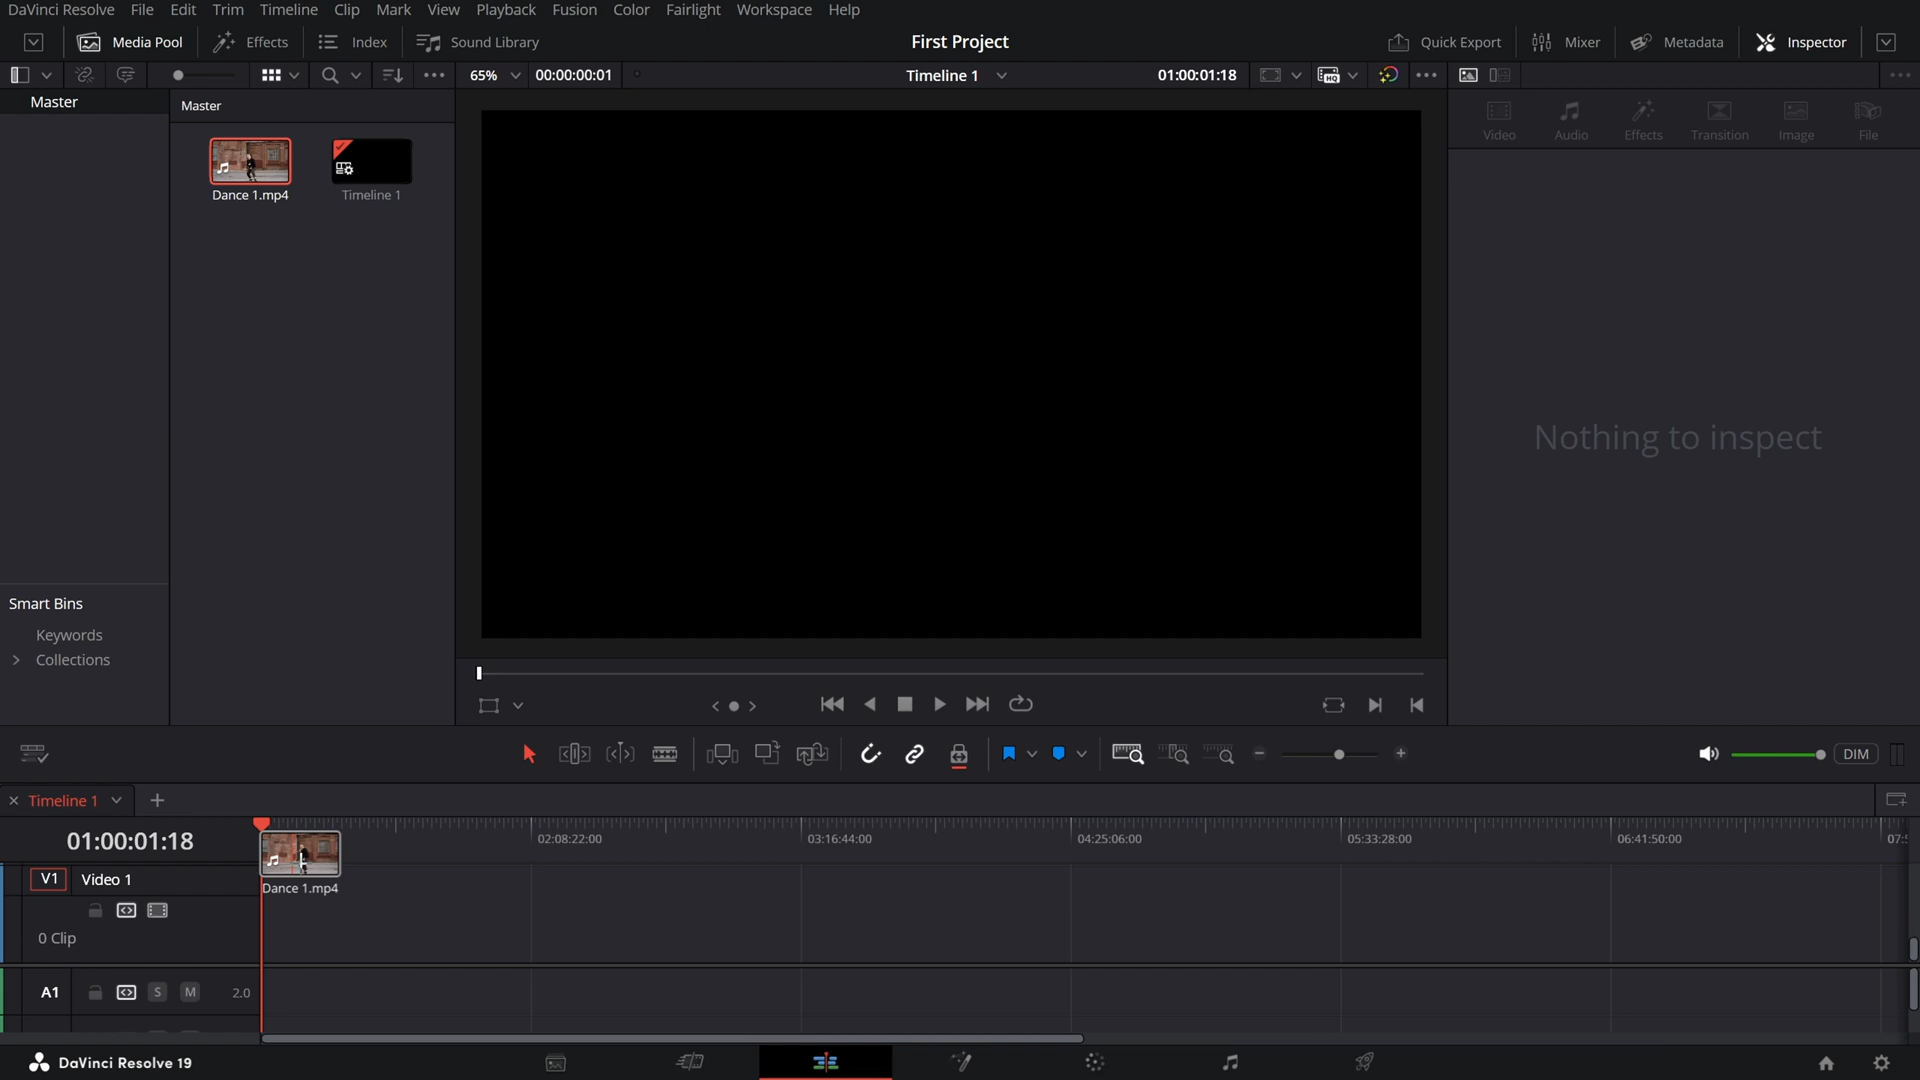 DaVinci Resolve File Edit Trim Timeline Clip Mark View Playback Fusion Color Fairlight Workspace Help
Media Pool Effects Index Sound Library First Project Quick Export Mixer Metadata Inspector
65% 00:00:00:01 Timeline 1 01:00:01:18 HQ
Master Master
Video Audio Effects Transition Image File
Dance 1.mp4 Timeline 1
Nothing to inspect
Smart Bins
Keywords
Collections
DIM
Timeline 1
01:00:01:18 02:08:22:00 03:16:44:00 04:25:06:00 05:33:28:00 06:41:50:00
V1 Video 1 Dance 1.mp4
0 Clip
A1 S M 2.0
DaVinci Resolve 19